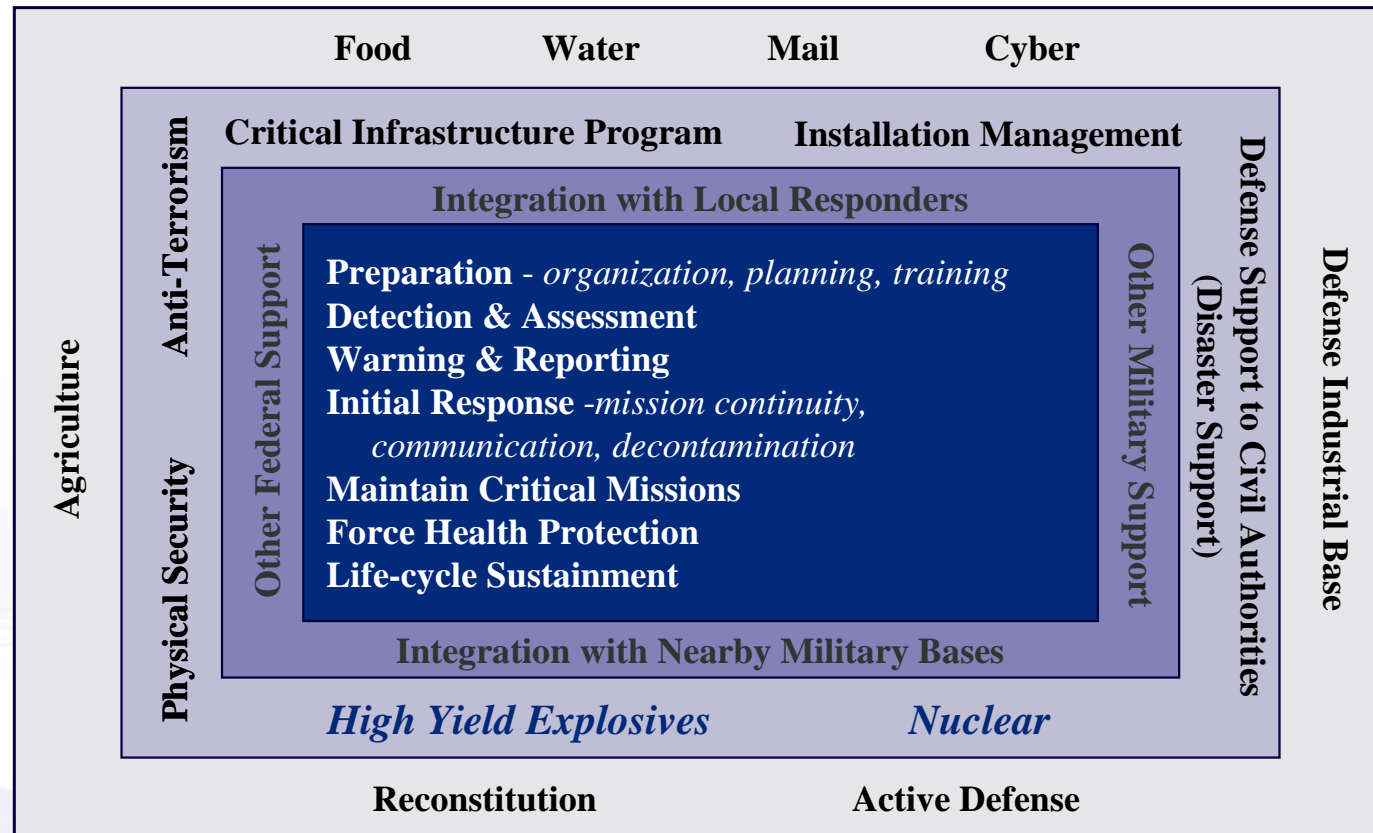 Food Water Mail Cyber
Critical Infrastructure Program Installation Management
Integration with Local Responders
Agriculture
Anti-Terrorism
Physical Security
Other Federal Support
Preparation - organization, planning, training
Detection & Assessment
Warning & Reporting
Initial Response -mission continuity,
communication, decontamination
Maintain Critical Missions
Force Health Protection
Life-cycle Sustainment
Other Military Support
Defense Support to Civil Authorities
(Disaster Support)
Defense Industrial Base
Integration with Nearby Military Bases
High Yield Explosives Nuclear
Reconstitution Active Defense